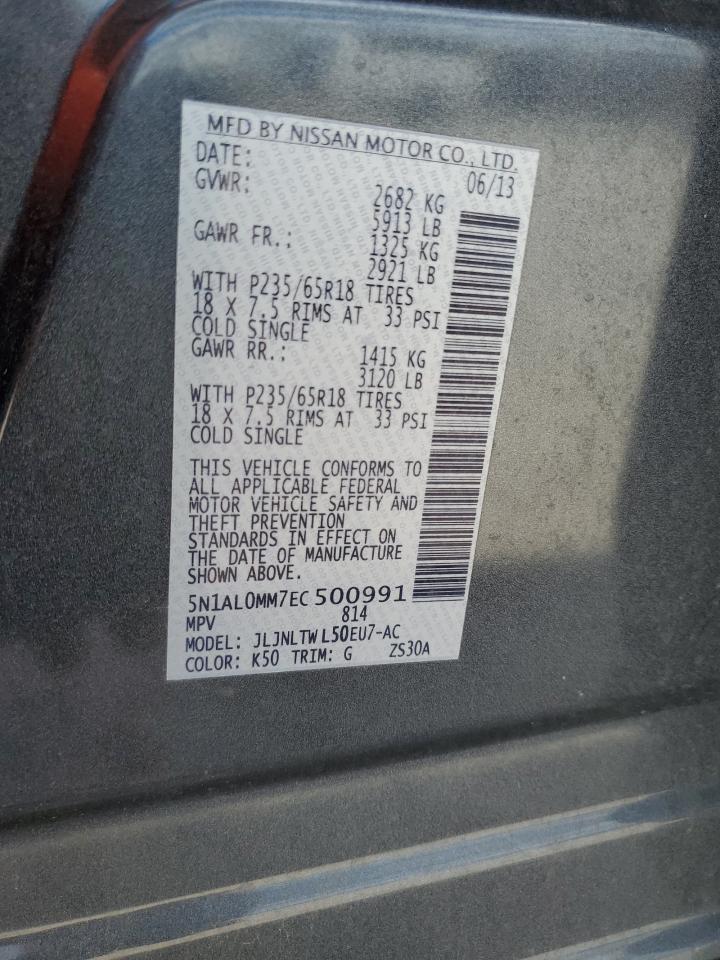 MFD BY NISSAN MOTOR CO., LTD.
DATE: 06/13
GVWR: 2682 KG
5913 LB
GAWR FR.: 1325 KG
2921 LB
WITH P235/65R18 TIRES
18 X 7.5 RIMS AT 33 PSI
COLD SINGLE
GAWR RR.: 1415 KG
3120 LB
WITH P235/65R18 TIRES
18 X 7.5 RIMS AT 33 PSI
COLD SINGLE
THIS VEHICLE CONFORMS TO
ALL APPLICABLE FEDERAL
MOTOR VEHICLE SAFETY AND
THEFT PREVENTION
STANDARDS IN EFFECT ON
THE DATE OF MANUFACTURE
SHOWN ABOVE.
5N1AL0MM7EC 500991
MPV 814
MODEL: JLJNLTWL50EU7-AC
COLOR: K50 TRIM: G ZS30A